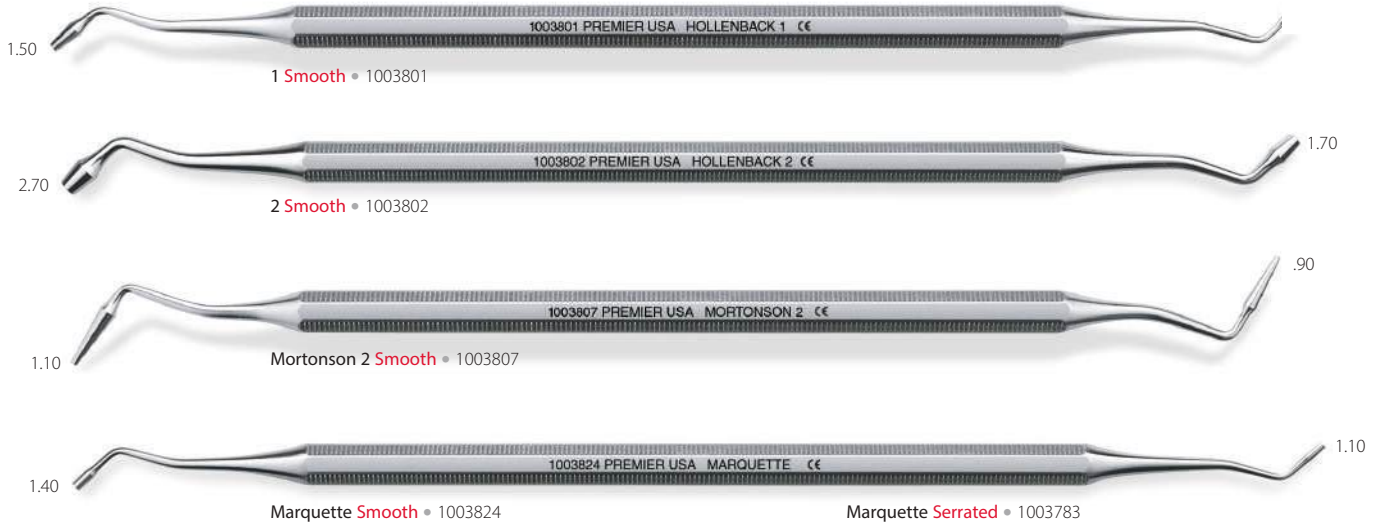 1003801 PREMIER USA HOLLENBACK 1 CE
1.50
1 Smooth • 1003801
1003802 PREMIER USA HOLLENBACK 2 CE
1.70
2.70
2 Smooth • 1003802
.90
1003807 PREMIER USA MORTONSON 2 CE
1.10
Mortonson 2 Smooth • 1003807
1.10
1003824 PREMIER USA MARQUETTE CE
1.40
Marquette Smooth • 1003824 Marquette Serrated • 1003783